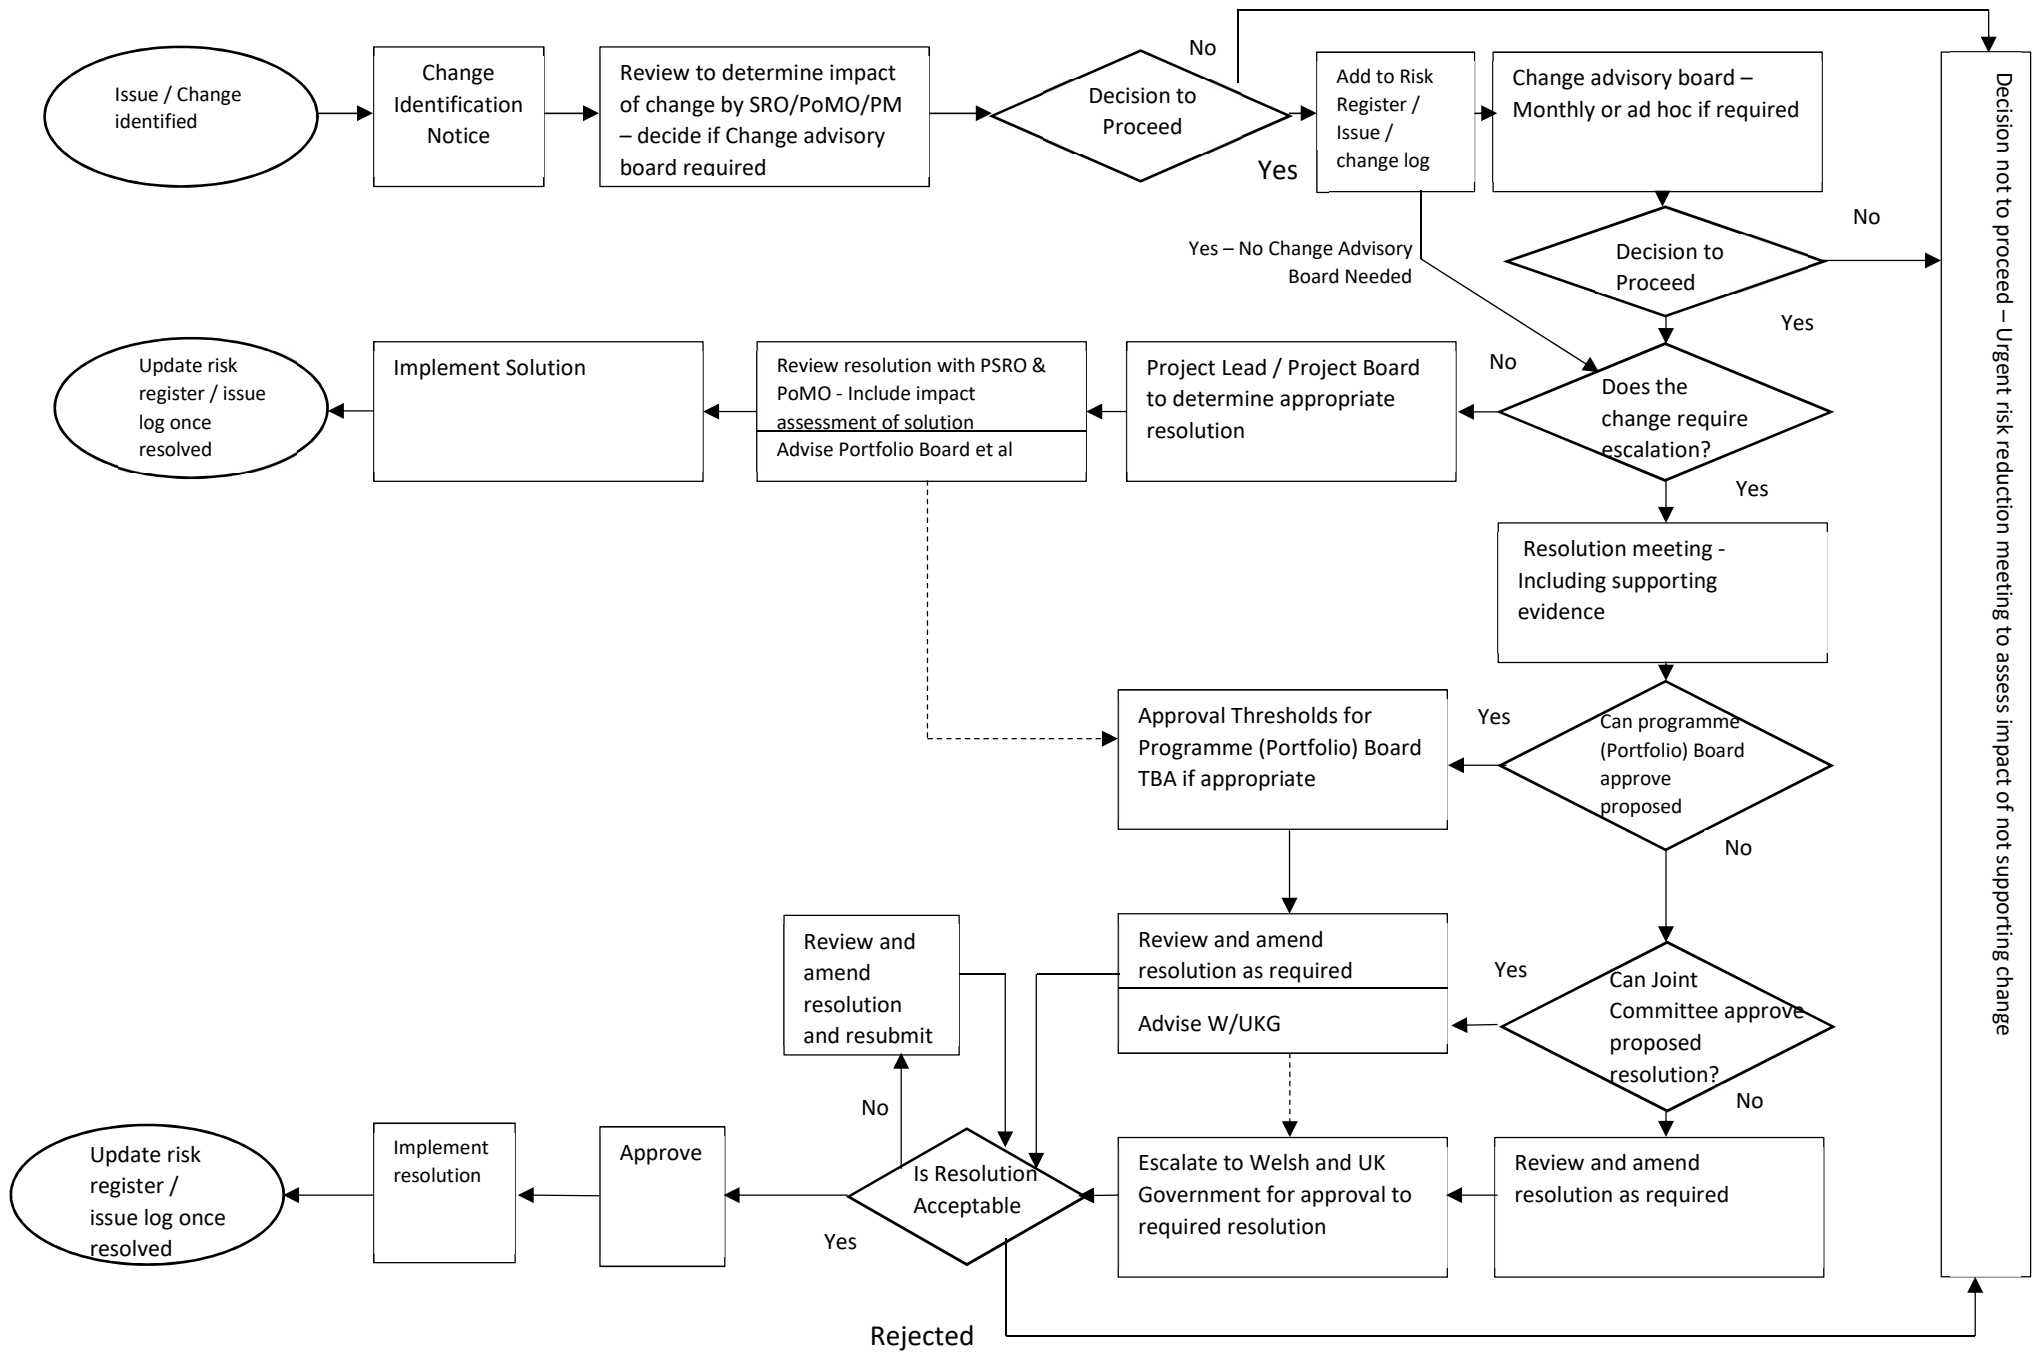 Issue / Change
identified
Change
Identification
Notice
Review to determine impact
of change by SRO/PoMO/PM
– decide if Change advisory
board required
Decision to
Proceed
No
Yes
Add to Risk
Register /
Issue /
change log
Change advisory board –
Monthly or ad hoc if required
Decision not to proceed – Urgent risk reduction meeting to assess impact of not supporting change
Yes – No Change Advisory
Board Needed
Decision to
Proceed
No
Yes
Update risk
register / issue
log once
resolved
Implement Solution
Review resolution with PSRO &
PoMO - Include impact
assessment of solution
Advise Portfolio Board et al
Project Lead / Project Board
to determine appropriate
resolution
No
Does the
change require
escalation?
Yes
Resolution meeting -
Including supporting
evidence
Approval Thresholds for
Programme (Portfolio) Board
TBA if appropriate
Yes
Can programme
(Portfolio) Board
approve
proposed
No
Review and
amend
resolution
and resubmit
Review and amend
resolution as required
Advise W/UKG
Yes
Can Joint
Committee approve
proposed
resolution?
No
No
Update risk
register /
issue log once
resolved
Implement
resolution
Approve
Yes
Is Resolution
Acceptable
Escalate to Welsh and UK
Government for approval to
required resolution
Review and amend
resolution as required
Rejected